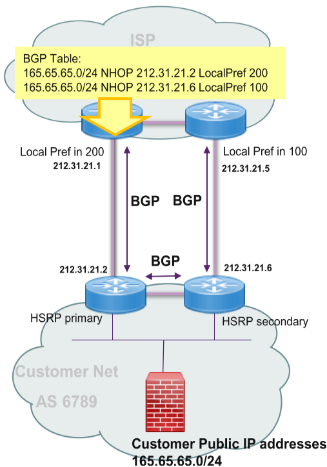 ISP
BGP Table:
165.65.65.0/24 NHOP 212.31.21.2 LocalPref 200
165.65.65.0/24 NHOP 212.31.21.6 LocalPref 100
Local Pref in 200
212.31.21.1
Local Pref in 100
212.31.21.5
BGP
BGP
BGP
212.31.21.2
212.31.21.6
HSRP primary
HSRP secondary
Customer Net
AS 6789
Customer Public IP addresses
165.65.65.0/24